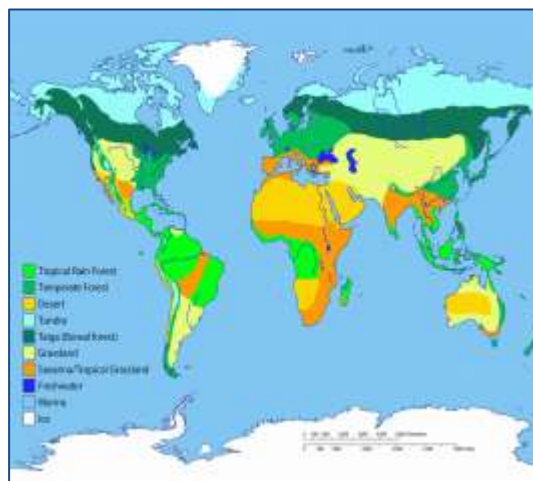 Tropical Rain Forest
Temperate Forest
Desert
Tundra
Taiga (Boreal forest)
Grassland
Savanna/Tropical Grassland
Freshwater
Marine
Ice